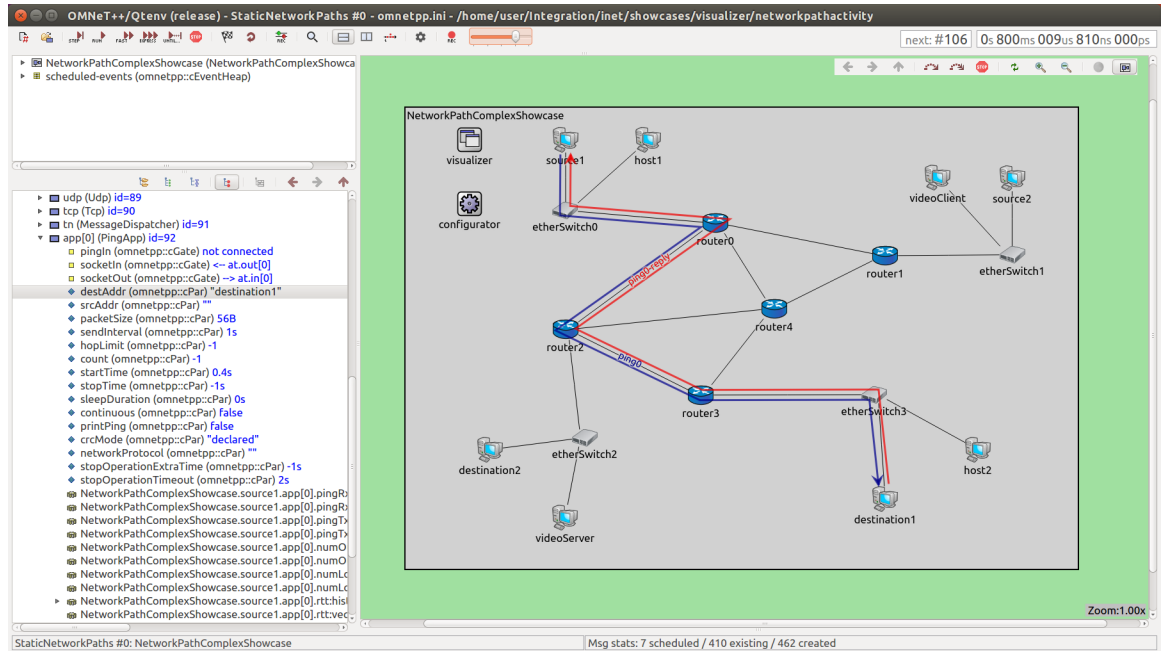 OMNeT++/Qtenv (release) - StaticNetworkPaths #0 - omnetpp.ini - /home/user/Integration/inet/showcases/visualizer/networkpathactivity
STEP RUN FAST EXPRESS UNTIL... STOP REC REC
next: #106 0s 800ms 009us 810ns 000ps
NetworkPathComplexShowcase (NetworkPathComplexShowca
scheduled-events (omnetpp::cEventHeap)
udp (Udp) id=89
tcp (Tcp) id=90
tn (MessageDispatcher) id=91
app[0] (PingApp) id=92
pingIn (omnetpp::cGate) not connected
socketIn (omnetpp::cGate) <-- at.out[0]
socketOut (omnetpp::cGate) --> at.in[0]
destAddr (omnetpp::cPar) "destination1"
srcAddr (omnetpp::cPar) ""
packetSize (omnetpp::cPar) 56B
sendInterval (omnetpp::cPar) 1s
hopLimit (omnetpp::cPar) -1
count (omnetpp::cPar) -1
startTime (omnetpp::cPar) 0.4s
stopTime (omnetpp::cPar) -1s
sleepDuration (omnetpp::cPar) 0s
continuous (omnetpp::cPar) false
printPing (omnetpp::cPar) false
crcMode (omnetpp::cPar) "declared"
networkProtocol (omnetpp::cPar) ""
stopOperationExtraTime (omnetpp::cPar) -1s
stopOperationTimeout (omnetpp::cPar) 2s
NetworkPathComplexShowcase.source1.app[0].pingRx
NetworkPathComplexShowcase.source1.app[0].pingRx
NetworkPathComplexShowcase.source1.app[0].pingTx
NetworkPathComplexShowcase.source1.app[0].pingTx
NetworkPathComplexShowcase.source1.app[0].numO
NetworkPathComplexShowcase.source1.app[0].numO
NetworkPathComplexShowcase.source1.app[0].numLo
NetworkPathComplexShowcase.source1.app[0].numLo
NetworkPathComplexShowcase.source1.app[0].rtt:hist
NetworkPathComplexShowcase.source1.app[0].rtt:vec
STOP
NetworkPathComplexShowcase
visualizer
source1
host1
configurator
etherSwitch0
router0
videoClient
source2
router1
etherSwitch1
ping0-reply
router4
router2
ping0
router3
etherSwitch3
destination2
etherSwitch2
host2
destination1
videoServer
Zoom:1.00x
StaticNetworkPaths #0: NetworkPathComplexShowcase
Msg stats: 7 scheduled / 410 existing / 462 created